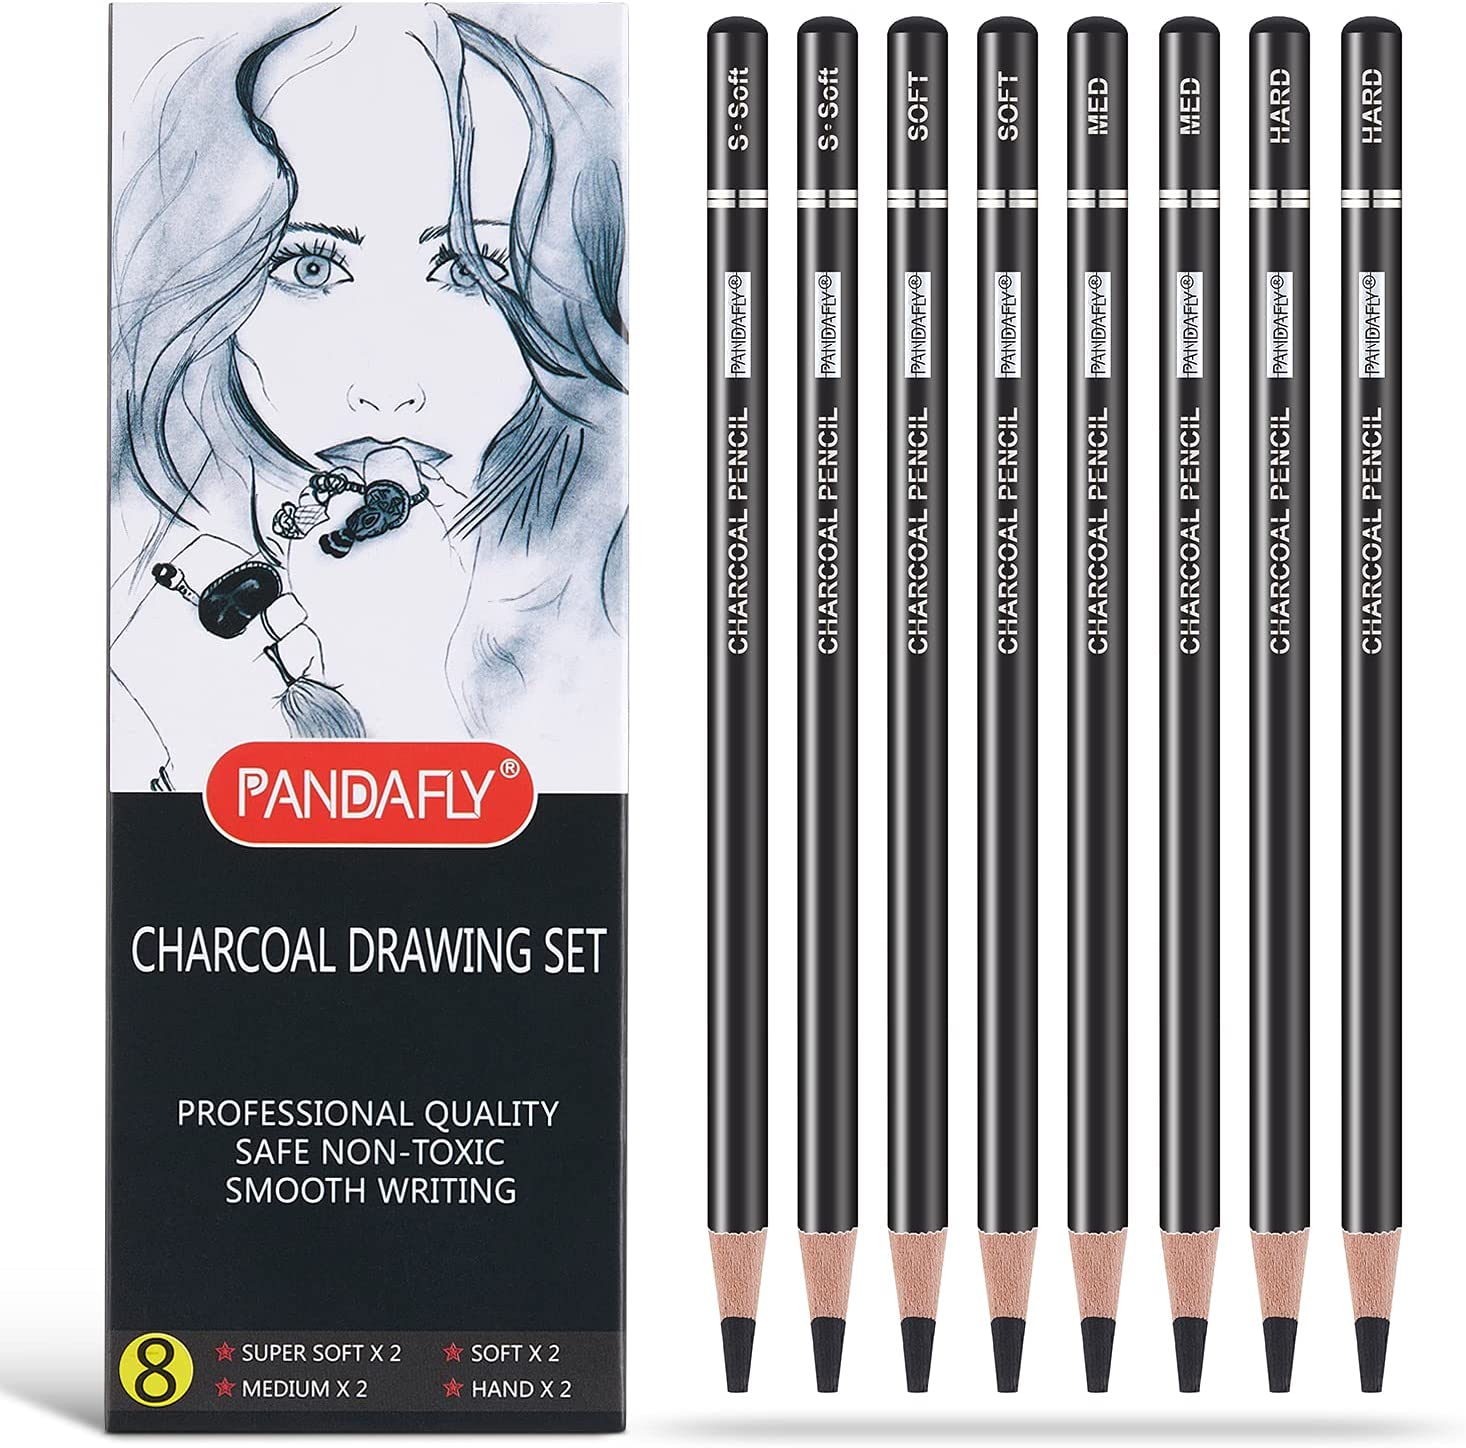 PANDAFLY®
CHARCOAL DRAWING SET
PROFESSIONAL QUALITY
SAFE NON-TOXIC
SMOOTH WRITING
8
SUPER SOFT X 2
SOFT X 2
MEDIUM X 2
HAND X 2
S•Soft PANDAFLY® CHARCOAL PENCIL
S•Soft PANDAFLY® CHARCOAL PENCIL
SOFT PANDAFLY® CHARCOAL PENCIL
SOFT PANDAFLY® CHARCOAL PENCIL
MED PANDAFLY® CHARCOAL PENCIL
MED PANDAFLY® CHARCOAL PENCIL
HARD PANDAFLY® CHARCOAL PENCIL
HARD PANDAFLY® CHARCOAL PENCIL